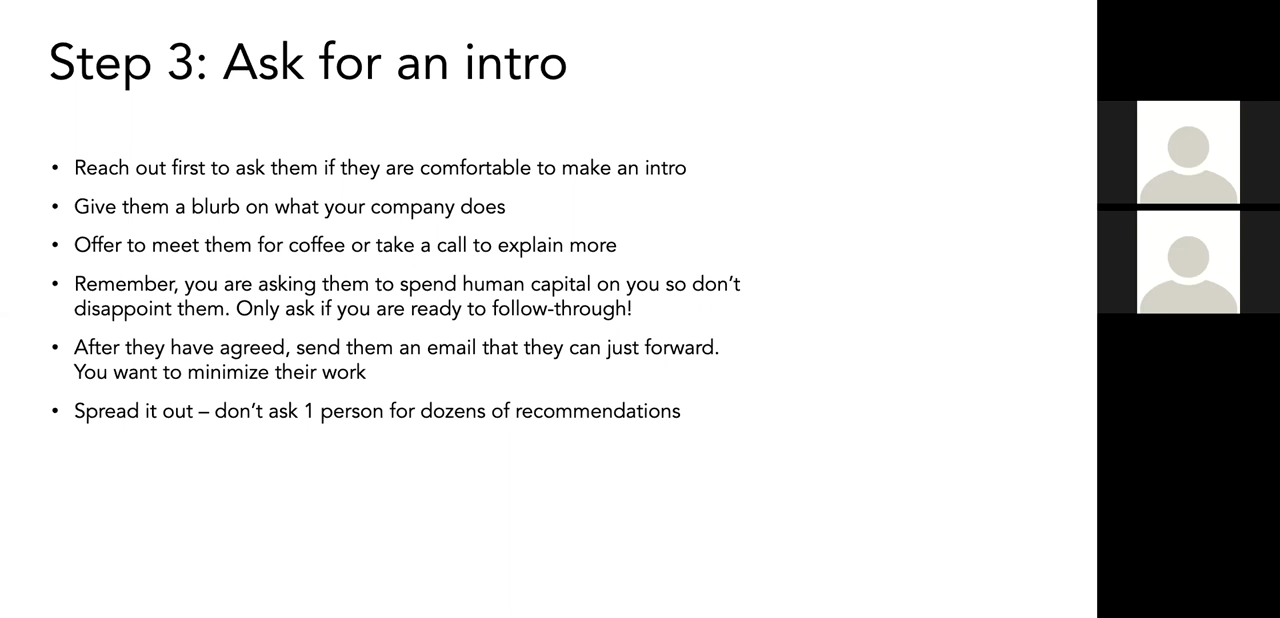 Step 3: Ask for an intro
• Reach out first to ask them if they are comfortable to make an intro
• Give them a blurb on what your company does
• Offer to meet them for coffee or take a call to explain more
• Remember, you are asking them to spend human capital on you so don’t
disappoint them. Only ask if you are ready to follow-through!
• After they have agreed, send them an email that they can just forward.
You want to minimize their work
• Spread it out – don’t ask 1 person for dozens of recommendations